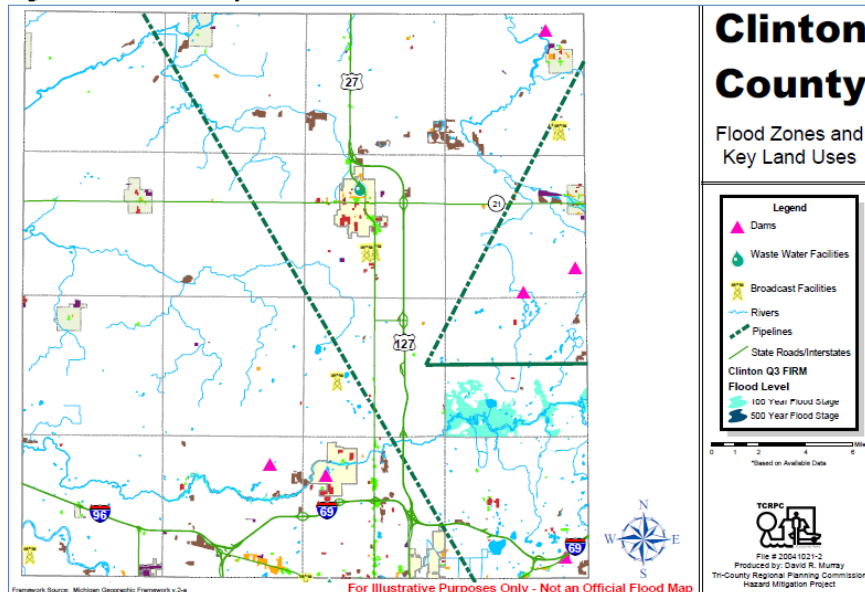 Clinton
County
Flood Zones and
Key Land Uses
27
21
127
96
69
69
Legend
Dams
Waste Water Facilities
Broadcast Facilities
Rivers
Pipelines
State Roads/Interstates
Clinton Q3 FIRM
Flood Level
100 Year Flood Stage
500 Year Flood Stage
0 1 2 4 6
*Based on Available Data
N
W E
S
TCRPC
File # 20041021-2
Produced by: David R. Murray
Tri-County Regional Planning Commission
Hazard Mitigation Project
Framework Source: Michigan Geographic Framework v.2-a
For Illustrative Purposes Only - Not an Official Flood Map